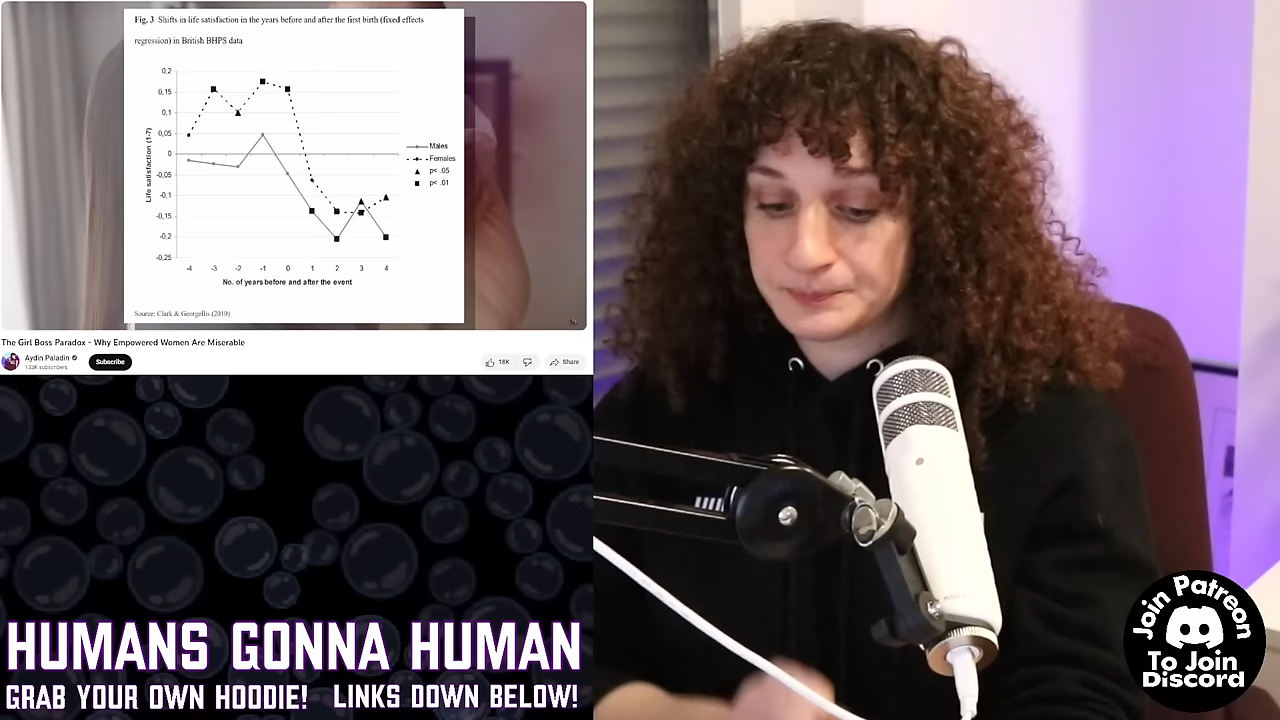 Fig. 3 Shifts in life satisfaction in the years before and after the first birth (fixed effects
regression) in British BHPS data
Life satisfaction (1-7)
0,2
0,15
0,1
0,05
0
-0,05
-0,1
-0,15
-0,2
-0,25
-4 -3 -2 -1 0 1 2 3 4
No. of years before and after the event
Males
Females
p< .05
p< .01
Source: Clark & Georgellis (2010)
The Girl Boss Paradox - Why Empowered Women Are Miserable
Aydin Paladin
133K subscribers
Subscribe
18K
Share
HUMANS GONNA HUMAN
GRAB YOUR OWN HOODIE! LINKS DOWN BELOW!
Join Patreon
To Join
Discord